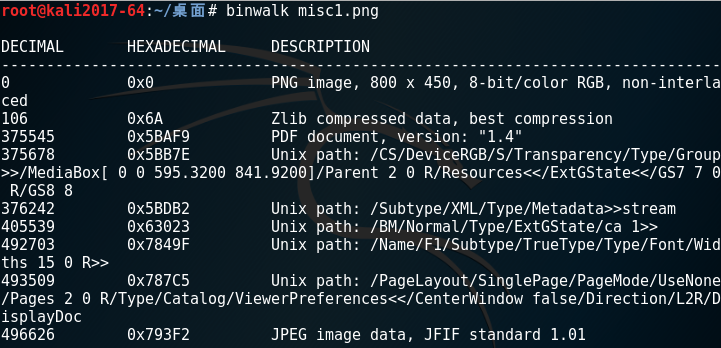 root@kali2017-64:~/桌面# binwalk misc1.png
DECIMAL       HEXADECIMAL     DESCRIPTION
--------------------------------------------------------------------------------
0             0x0             PNG image, 800 x 450, 8-bit/color RGB, non-interla
ced
106           0x6A            Zlib compressed data, best compression
375545        0x5BAF9         PDF document, version: "1.4"
375678        0x5BB7E         Unix path: /CS/DeviceRGB/S/Transparency/Type/Group
>>/MediaBox[ 0 0 595.3200 841.9200]/Parent 2 0 R/Resources<</ExtGState<</GS7 7 0
 R/GS8 8
376242        0x5BDB2         Unix path: /Subtype/XML/Type/Metadata>>stream
405539        0x63023         Unix path: /BM/Normal/Type/ExtGState/ca 1>>
492703        0x7849F         Unix path: /Name/F1/Subtype/TrueType/Type/Font/Wid
ths 15 0 R>>
493509        0x787C5         Unix path: /PageLayout/SinglePage/PageMode/UseNone
/Pages 2 0 R/Type/Catalog/ViewerPreferences<</CenterWindow false/Direction/L2R/D
isplayDoc
496626        0x793F2         JPEG image data, JFIF standard 1.01